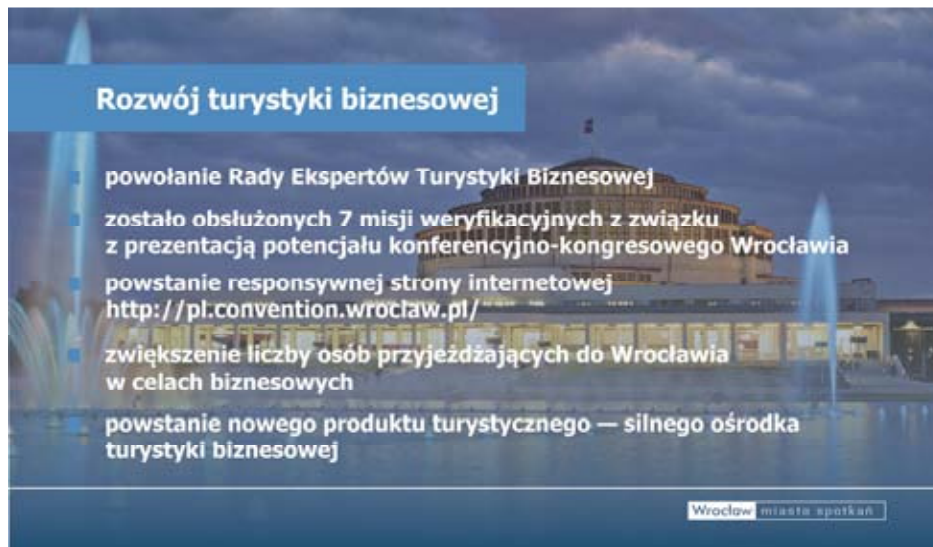 Rozwój turystyki biznesowej
powołanie Rady Ekspertów Turystyki Biznesowej
zostało obsłużonych 7 misji weryfikacyjnych z związku
z prezentacją potencjału konferencyjno-kongresowego Wrocławia
powstanie responsywnej strony internetowej
http://pl.convention.wroclaw.pl/
zwiększenie liczby osób przyjeżdżających do Wrocławia
w celach biznesowych
powstanie nowego produktu turystycznego — silnego ośrodka
turystyki biznesowej
Wrocław miasto spotkań